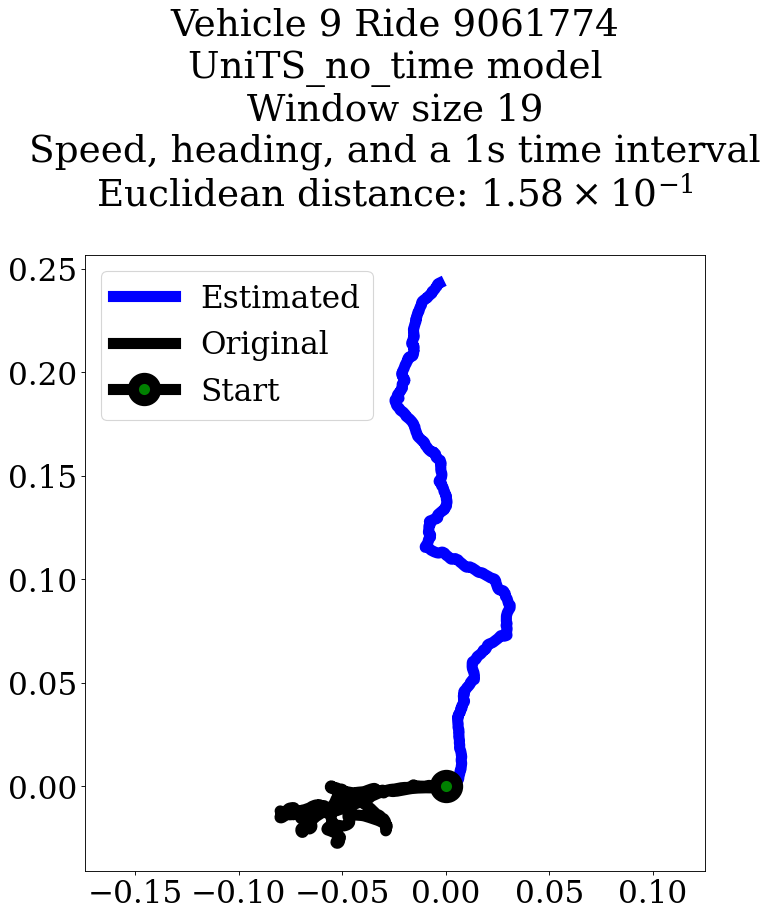 Vehicle 9 Ride 9061774
UniTS_no_time model
Window size 19
Speed, heading, and a 1s time interval
Euclidean distance: 1.58 × 10⁻¹
0.25
Estimated
Original
0.20
Start
0.15
0.10
0.05
0.00
−0.15 −0.10 −0.05 0.00 0.05 0.10